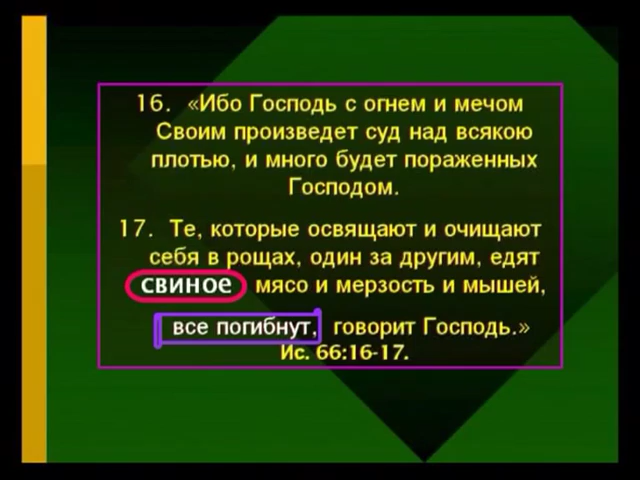 16. «Ибо Господь с огнем и мечом
Своим произведет суд над всякою
плотью, и много будет пораженных
Господом.
17. Те, которые освящают и очищают
себя в рощах, один за другим, едят
свиное мясо и мерзость и мышей,
все погибнут, говорит Господь.»
Ис. 66:16-17.